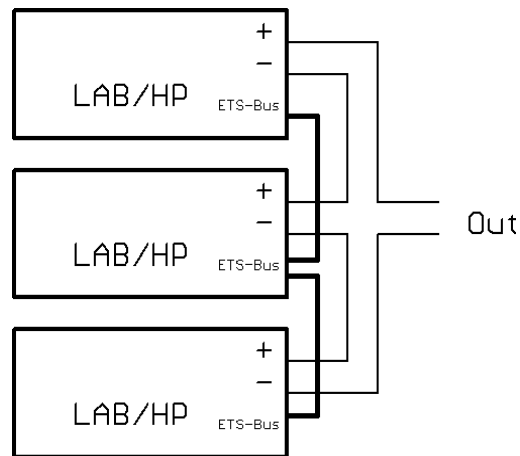 +
−
LAB/HP
ETS-Bus
+
−
LAB/HP
ETS-Bus
Out
+
−
LAB/HP
ETS-Bus